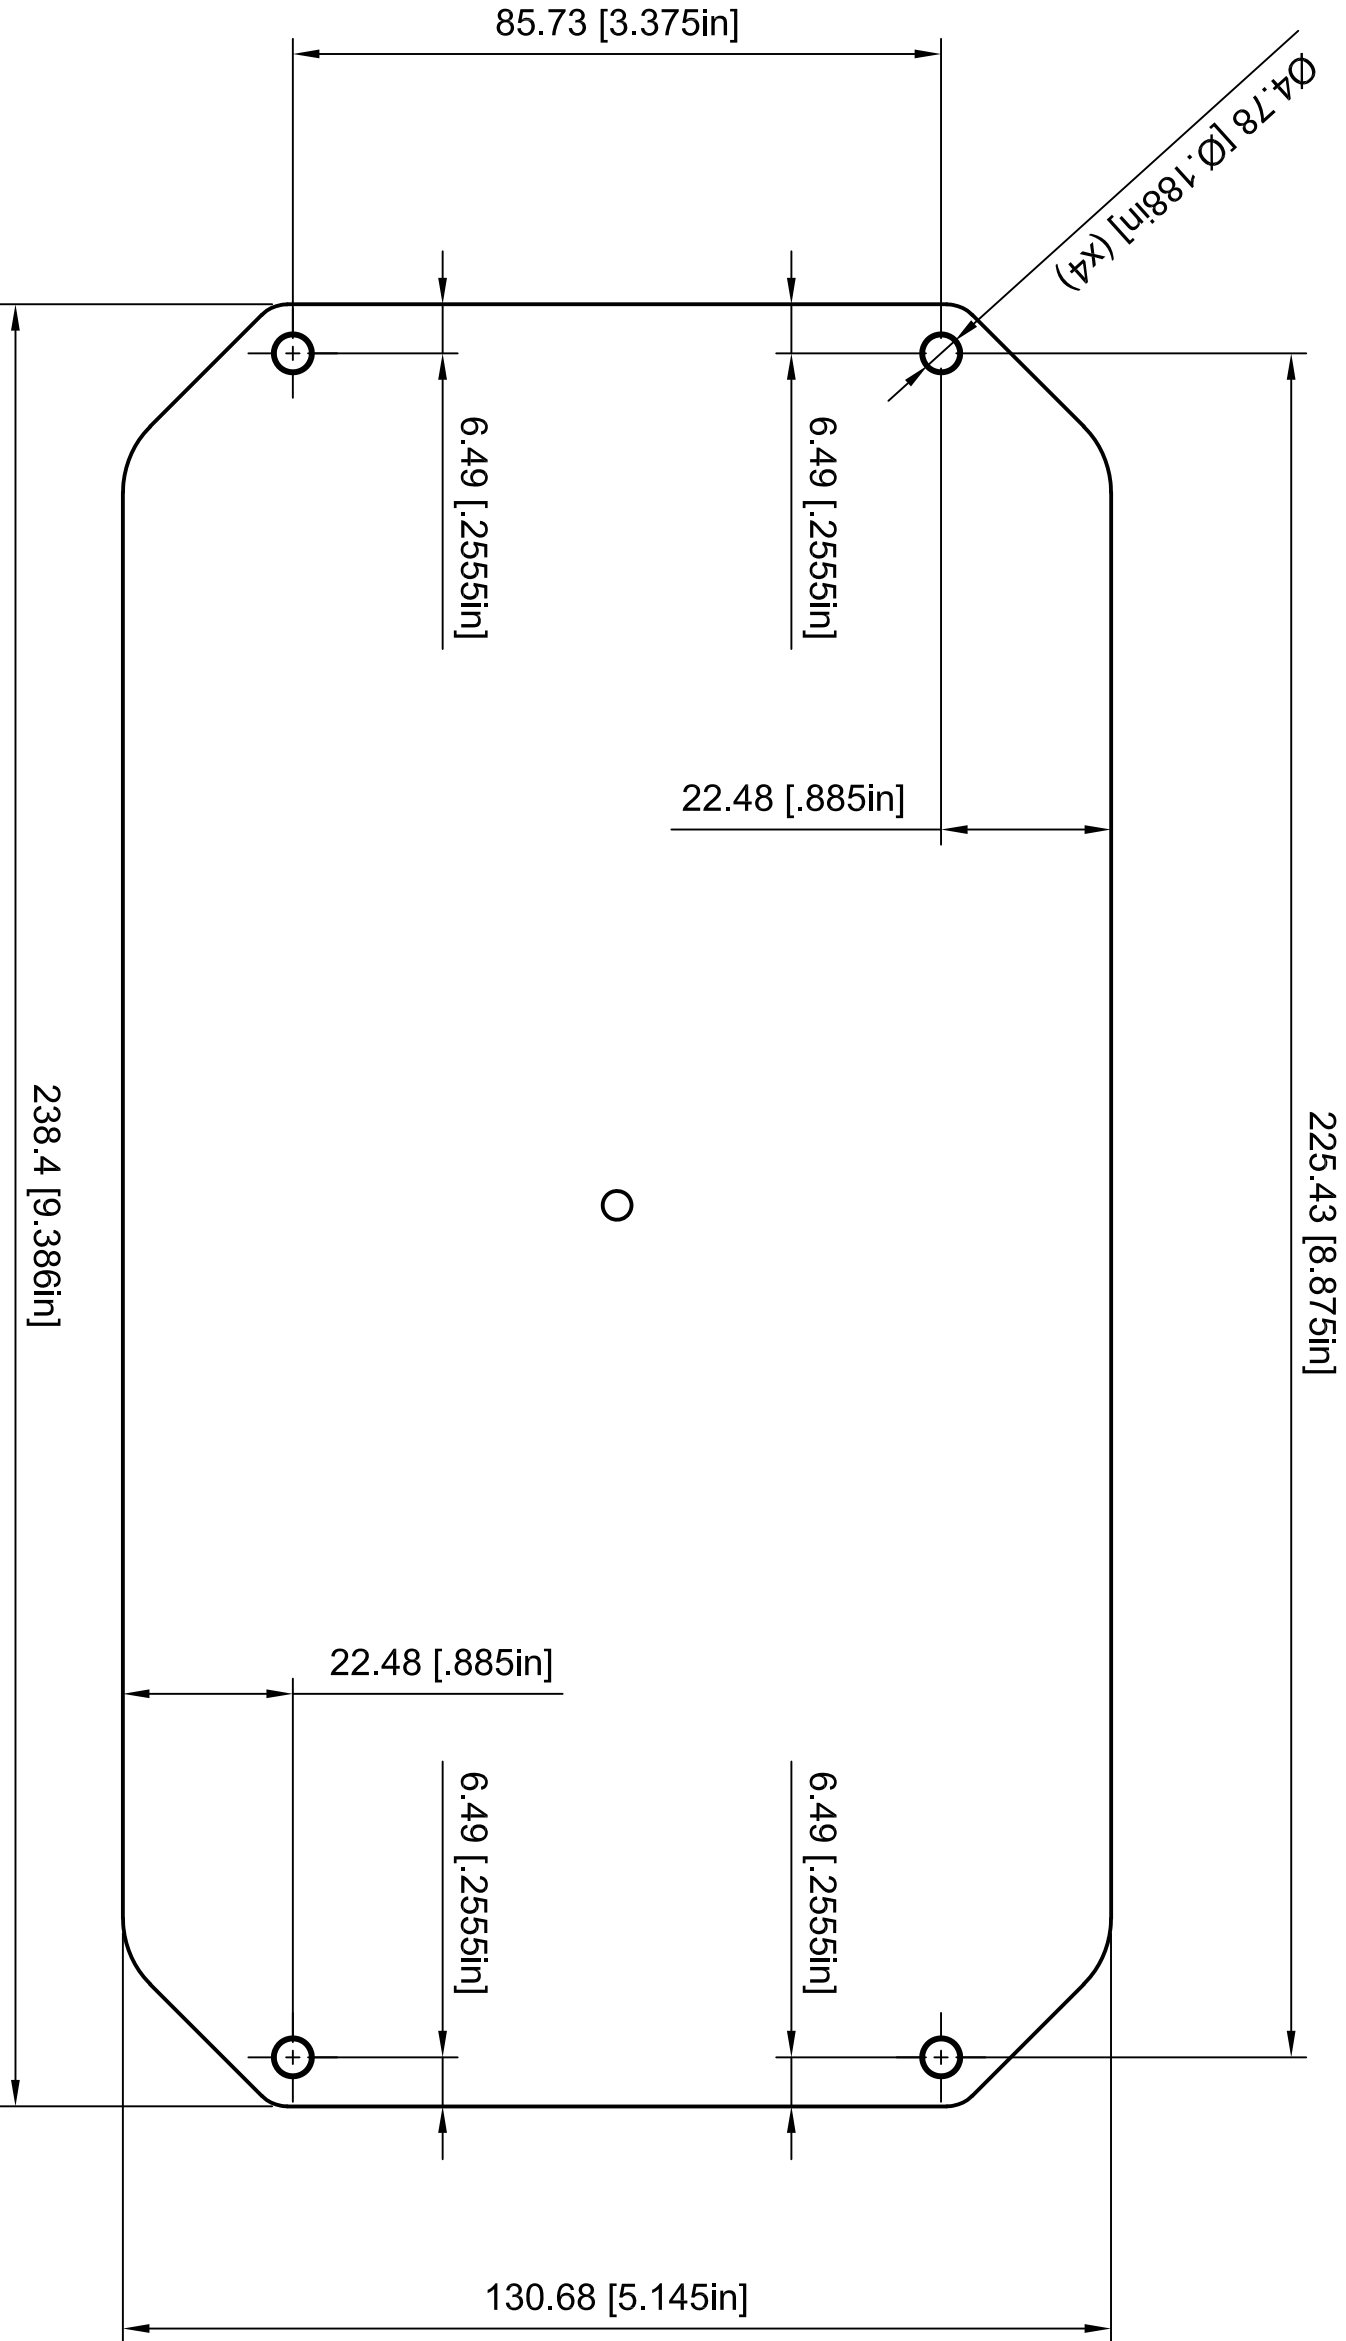 85.73 [3.375in]
Ø4.78 [Ø.188in] (x4)
6.49 [.2555in]
6.49 [.2555in]
22.48 [.885in]
225.43 [8.875in]
238.4 [9.386in]
22.48 [.885in]
6.49 [.2555in]
6.49 [.2555in]
130.68 [5.145in]